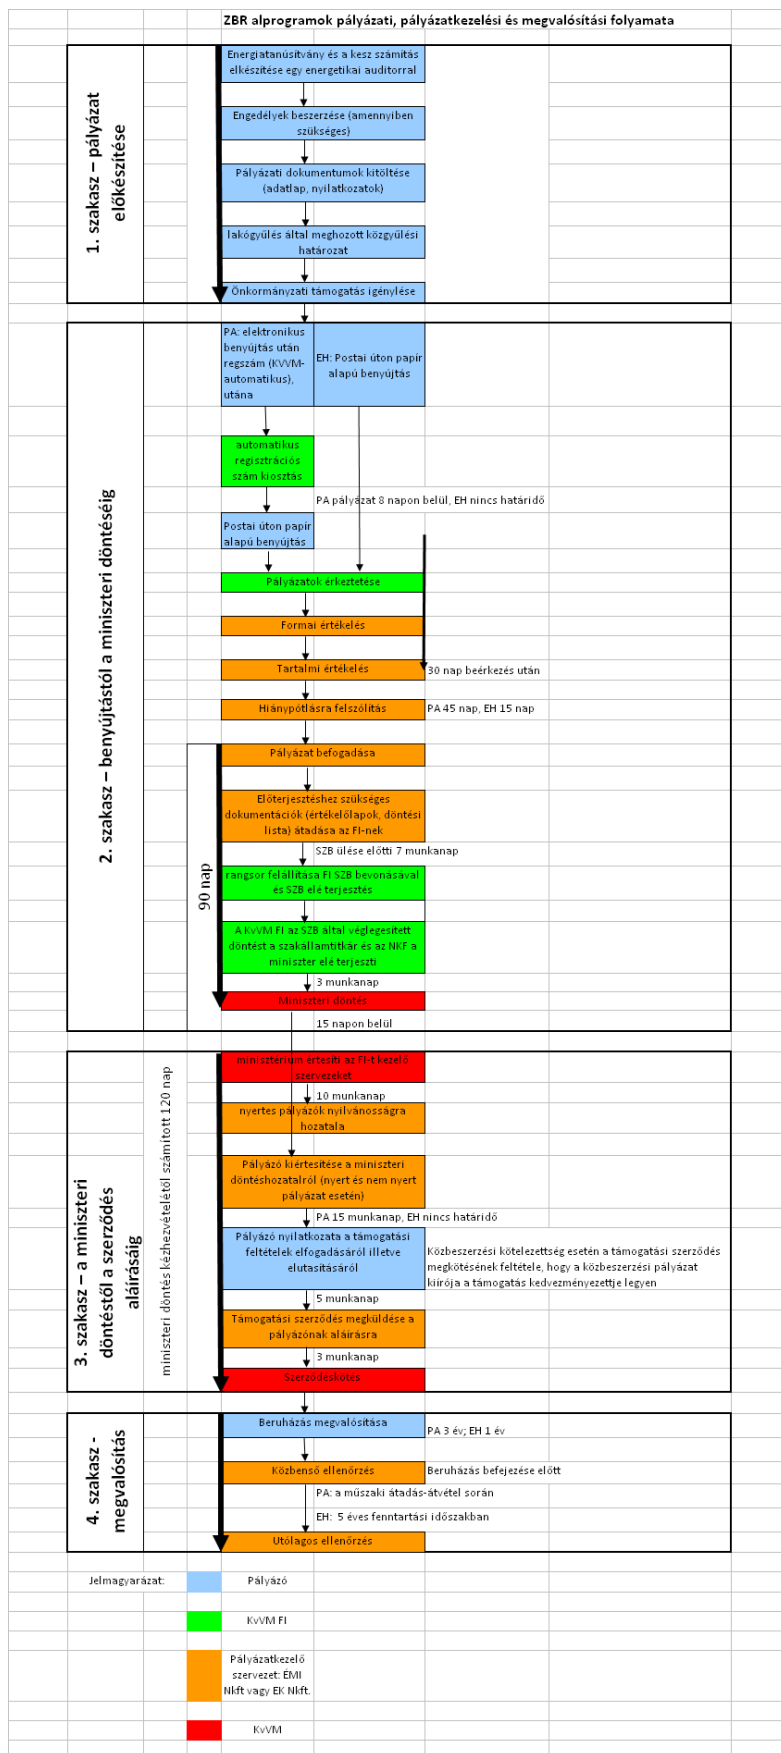 ZBR alprogramok pályázati, pályázatkezelési és megvalósítási folyamata
1. szakasz – pályázat
előkészítése
Energiatanúsítvány és a kesz számítás
elkészítése egy energetikai auditorral
Engedélyek beszerzése (amennyiben
szükséges)
Pályázati dokumentumok kitöltése
(adatlap, nyilatkozatok)
lakógyűlés által meghozott közgyűlési
határozat
Önkormányzati támogatás igénylése
2. szakasz – benyújtástól a miniszteri döntéséig
PA: elektronikus
benyújtás után
regszám (KVVM-
automatikus),
utána
EH: Postai úton papír
alapú benyújtás
automatikus
regisztrációs
szám kiosztás
PA pályázat 8 napon belül, EH nincs határidő
Postai úton papír
alapú benyújtás
Pályázatok érkeztetése
Formai értékelés
Tartalmi értékelés
30 nap beérkezés után
Hiánypótlásra felszólítás
PA 45 nap, EH 15 nap
90 nap
Pályázat befogadása
Előterjesztéshez szükséges
dokumentációk (értékelőlapok, döntési
lista) átadása az FI-nek
SZB ülése előtti 7 munkanap
rangsor felállítása FI SZB bevonásával
és SZB elé terjesztés
A KvVM FI az SZB által véglegesített
döntést a szakállamtitkár és az NKF a
miniszter elé terjeszti
3 munkanap
Miniszteri döntés
15 napon belül
3. szakasz – a miniszteri
döntéstől a szerződés
aláírásáig
miniszteri döntés kézhezvételétől számított 120 nap
minisztérium értesíti az FI-t kezelő
szervezeket
10 munkanap
nyertes pályázók nyilvánosságra
hozatala
Pályázó kiértesítése a miniszteri
döntéshozatalról (nyert és nem nyert
pályázat esetén)
PA 15 munkanap, EH nincs határidő
Pályázó nyilatkozata a támogatási
feltételek elfogadásáról illetve
elutasításáról
Közbeszerzési kötelezettség esetén a támogatási szerződés
megkötésének feltétele, hogy a közbeszerzési pályázat
kiírója a támogatás kedvezményezettje legyen
5 munkanap
Támogatási szerződés megküldése a
pályázónak aláírásra
3 munkanap
Szerződéskötés
4. szakasz -
megvalósítás
Beruházás megvalósítása
PA 3 év; EH 1 év
Közbenső ellenőrzés
Beruházás befejezése előtt
PA: a műszaki átadás-átvétel során
EH: 5 éves fenntartási időszakban
Utólagos ellenőrzés
Jelmagyarázat:
Pályázó
KvVM FI
Pályázatkezelő
szervezet: ÉMI
Nkft vagy EK Nkft.
KvVM